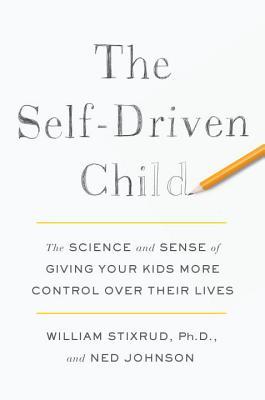 The
Self-Driven
Child
The SCIENCE and SENSE of
GIVING YOUR KIDS MORE
CONTROL OVER THEIR LIVES
WILLIAM STIXRUD, Ph.D.,
and NED JOHNSON